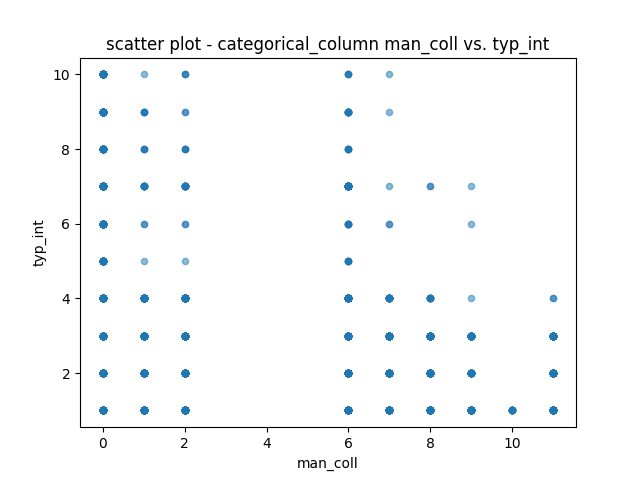 scatter plot - categorical_column man_coll vs. typ_int
10
8
6
4
2
typ_int
0 2 4 6 8 10
man_coll